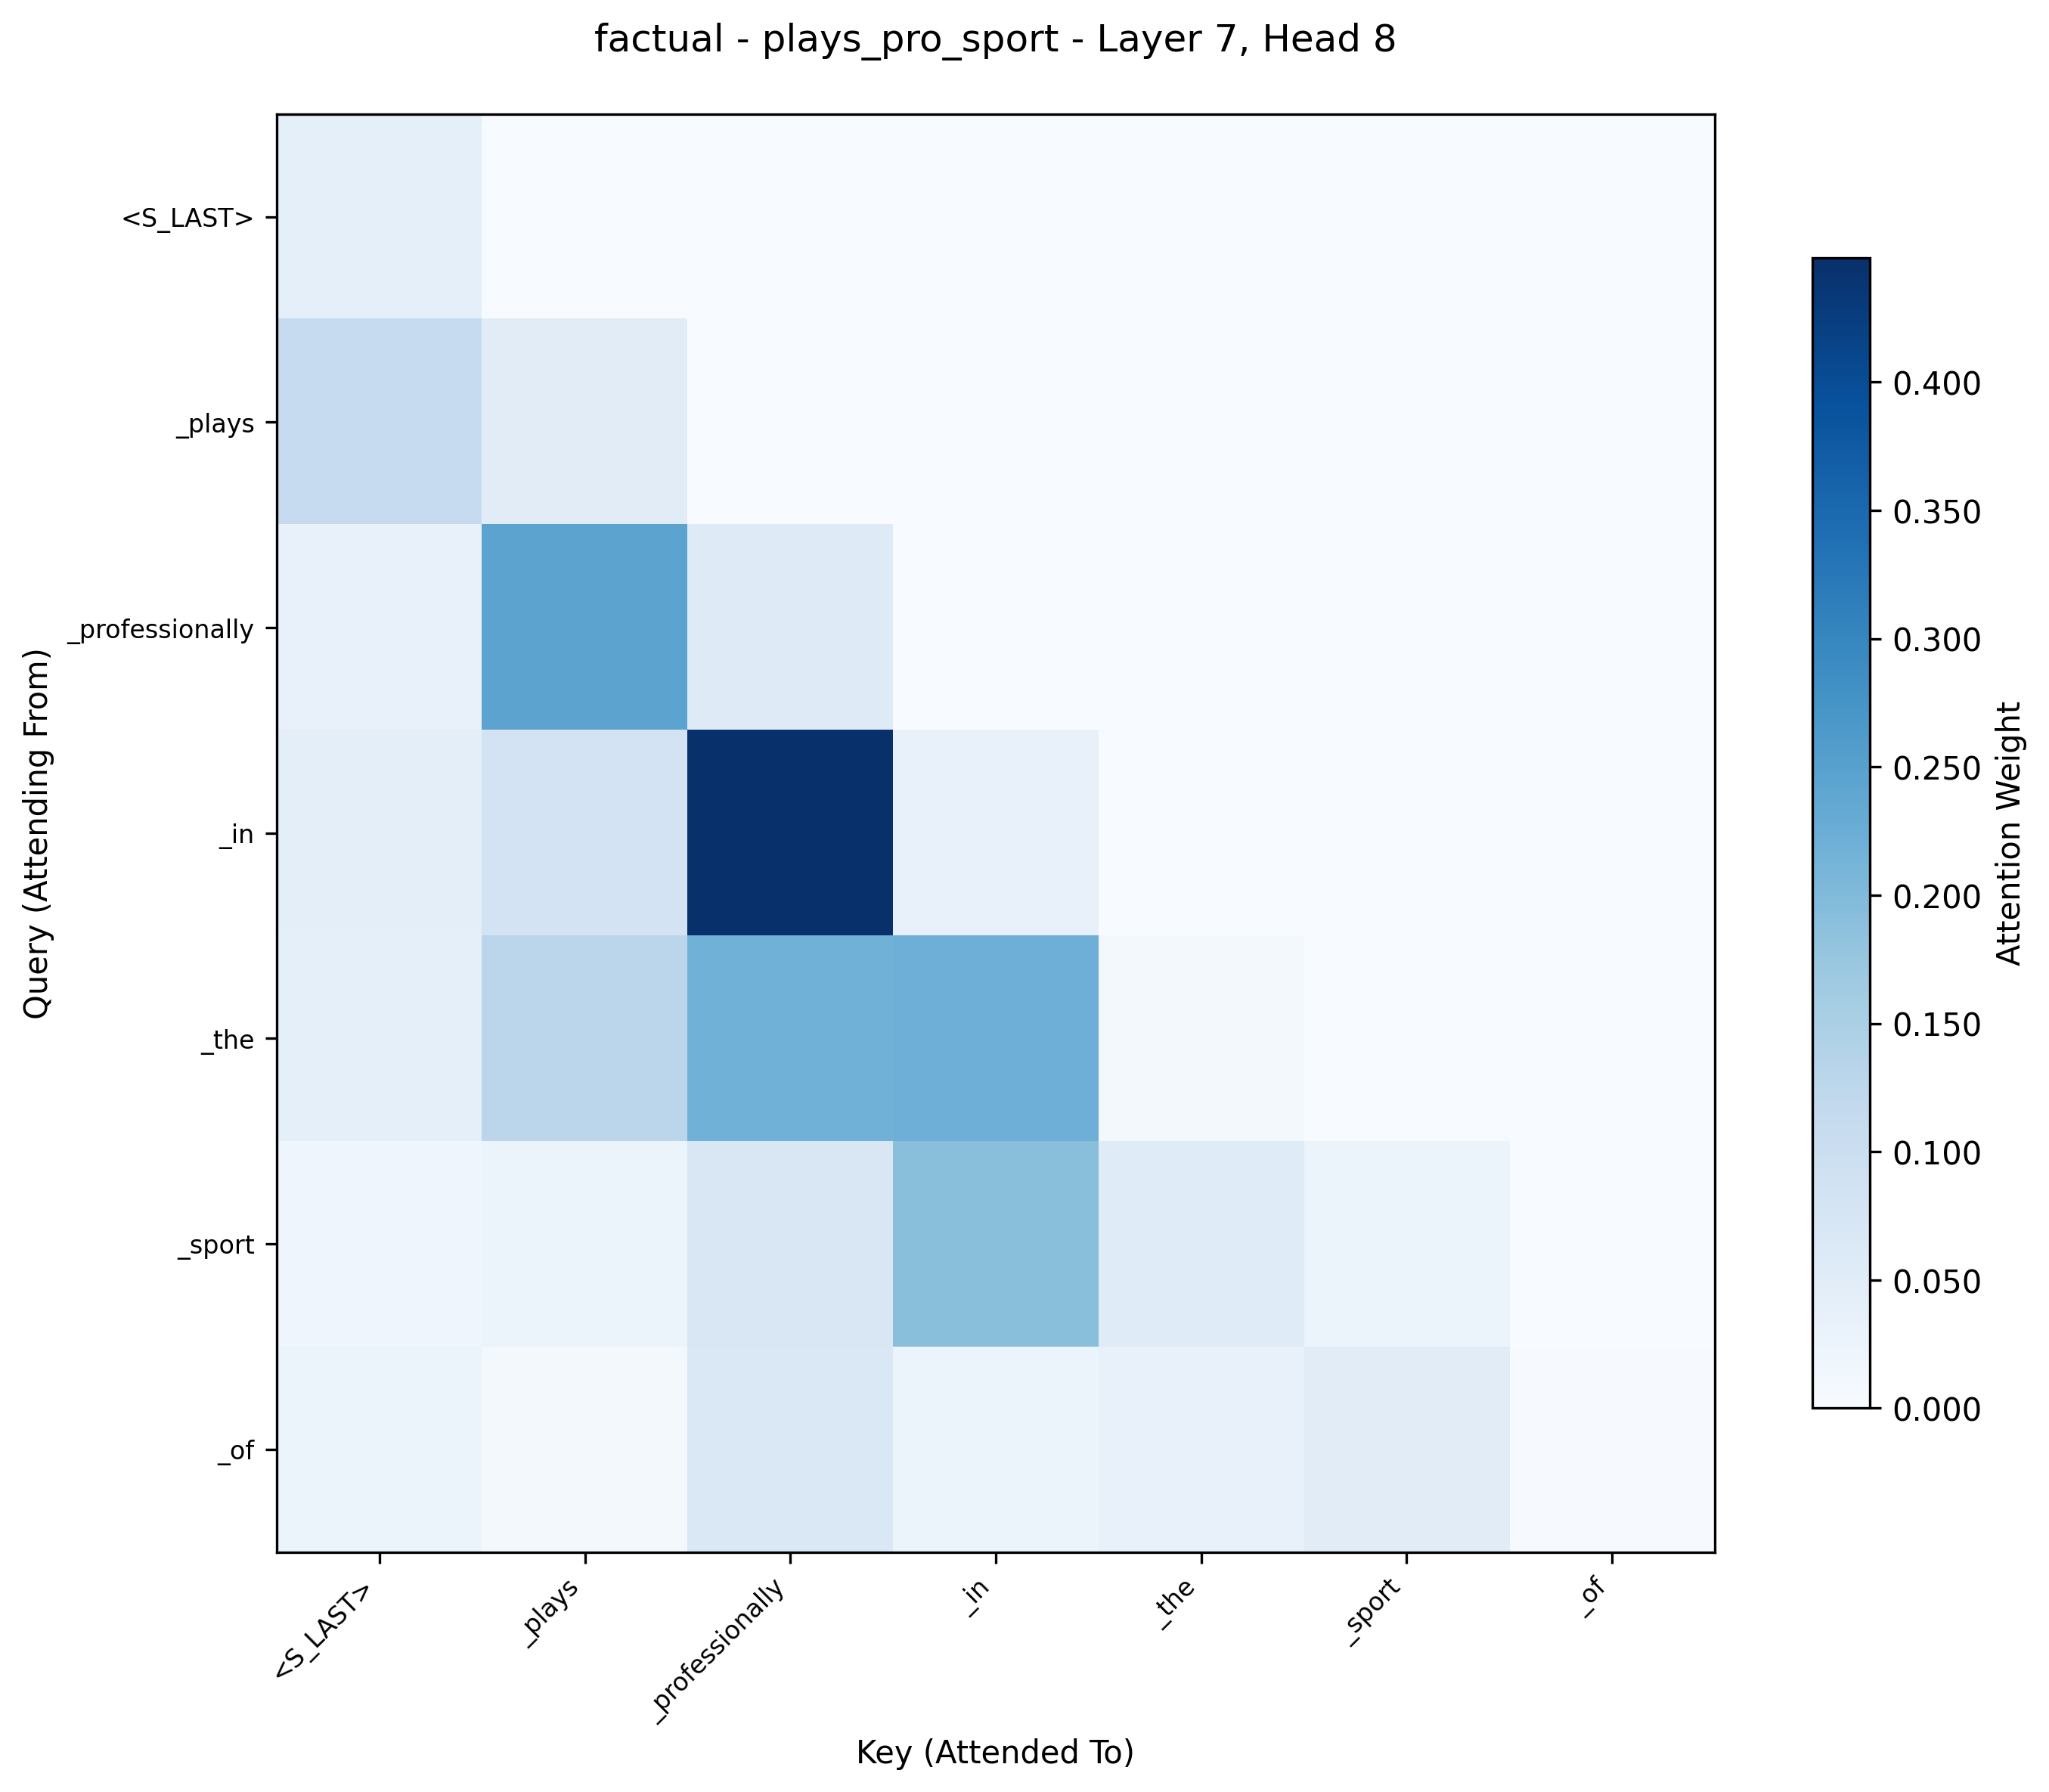 factual - plays_pro_sport - Layer 7, Head 8
Query (Attending From)
<S_LAST>
_plays
_professionally
_in
_the
_sport
_of
<S_LAST>
_plays
_professionally
_in
_the
_sport
_of
Key (Attended To)
0.400
0.350
0.300
0.250
0.200
0.150
0.100
0.050
0.000
Attention Weight